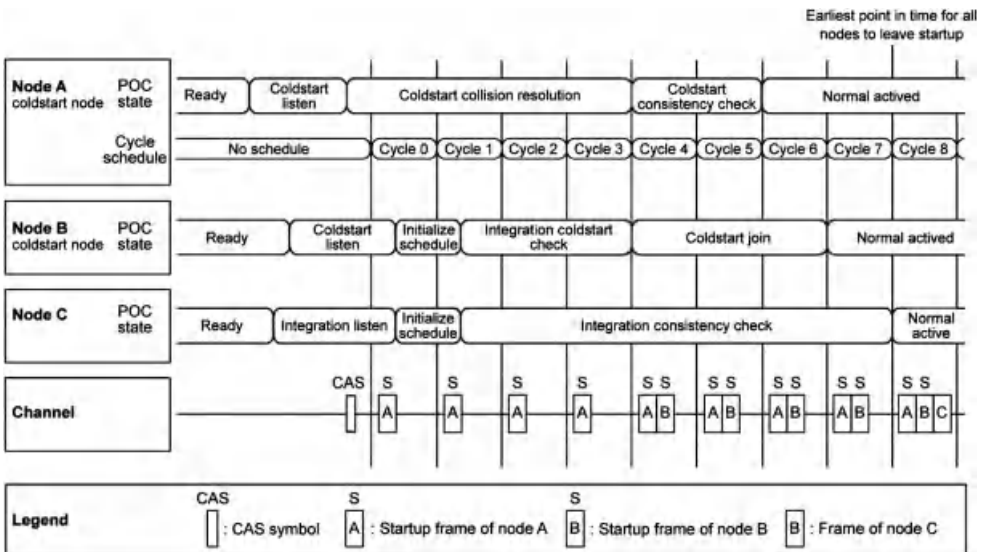 Earliest point in time for all
nodes to leave startup
Node A
coldstart node
POC
state
Ready
Coldstart
listen
Coldstart collision resolution
Coldstart
consistency check
Normal actived
Cycle
schedule
No schedule
Cycle 0
Cycle 1
Cycle 2
Cycle 3
Cycle 4
Cycle 5
Cycle 6
Cycle 7
Cycle 8
Node B
coldstart node
POC
state
Ready
Coldstart
listen
Initialize
schedule
Integration coldstart
check
Coldstart join
Normal actived
Node C
POC
state
Ready
Integration listen
Initialize
schedule
Integration consistency check
Normal
active
CAS S S S S S S S S S S S S S S
Channel
A A A A A B A B A B A B A B C
Legend
CAS
: CAS symbol
S
A : Startup frame of node A
S
B : Startup frame of node B
B : Frame of node C